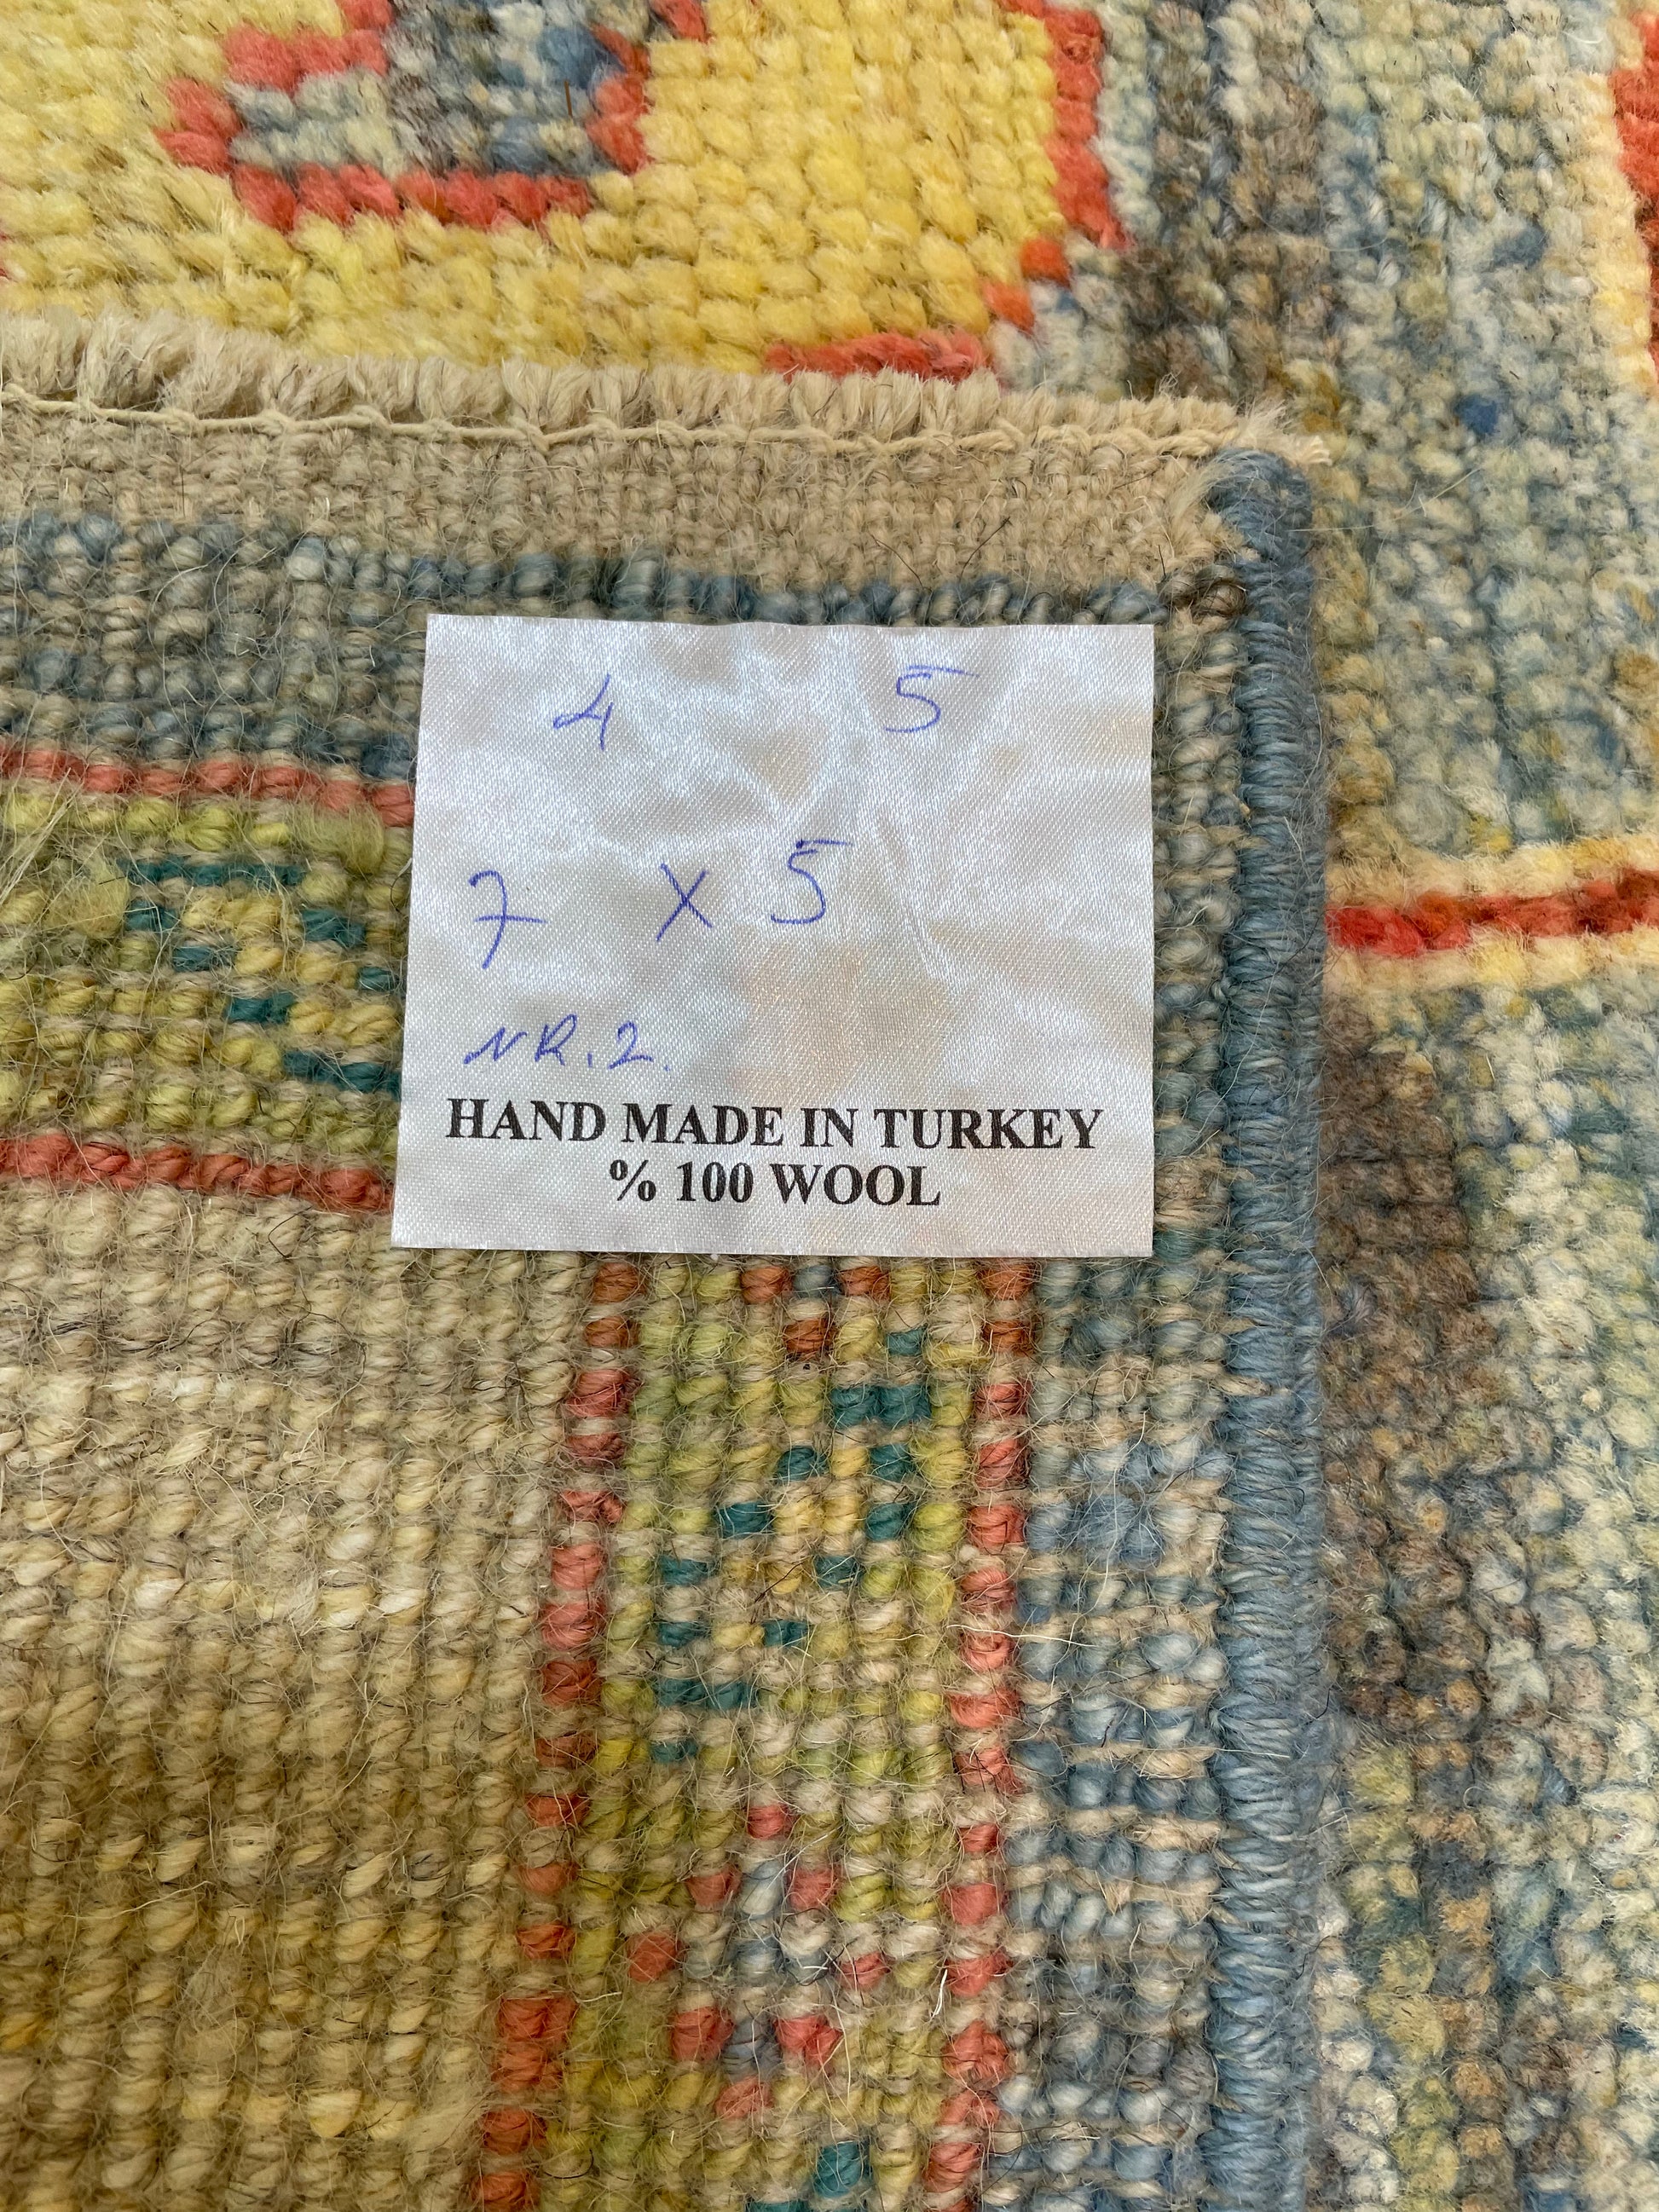 4 5
7 x 5
NR.2.
HAND MADE IN TURKEY
% 100 WOOL